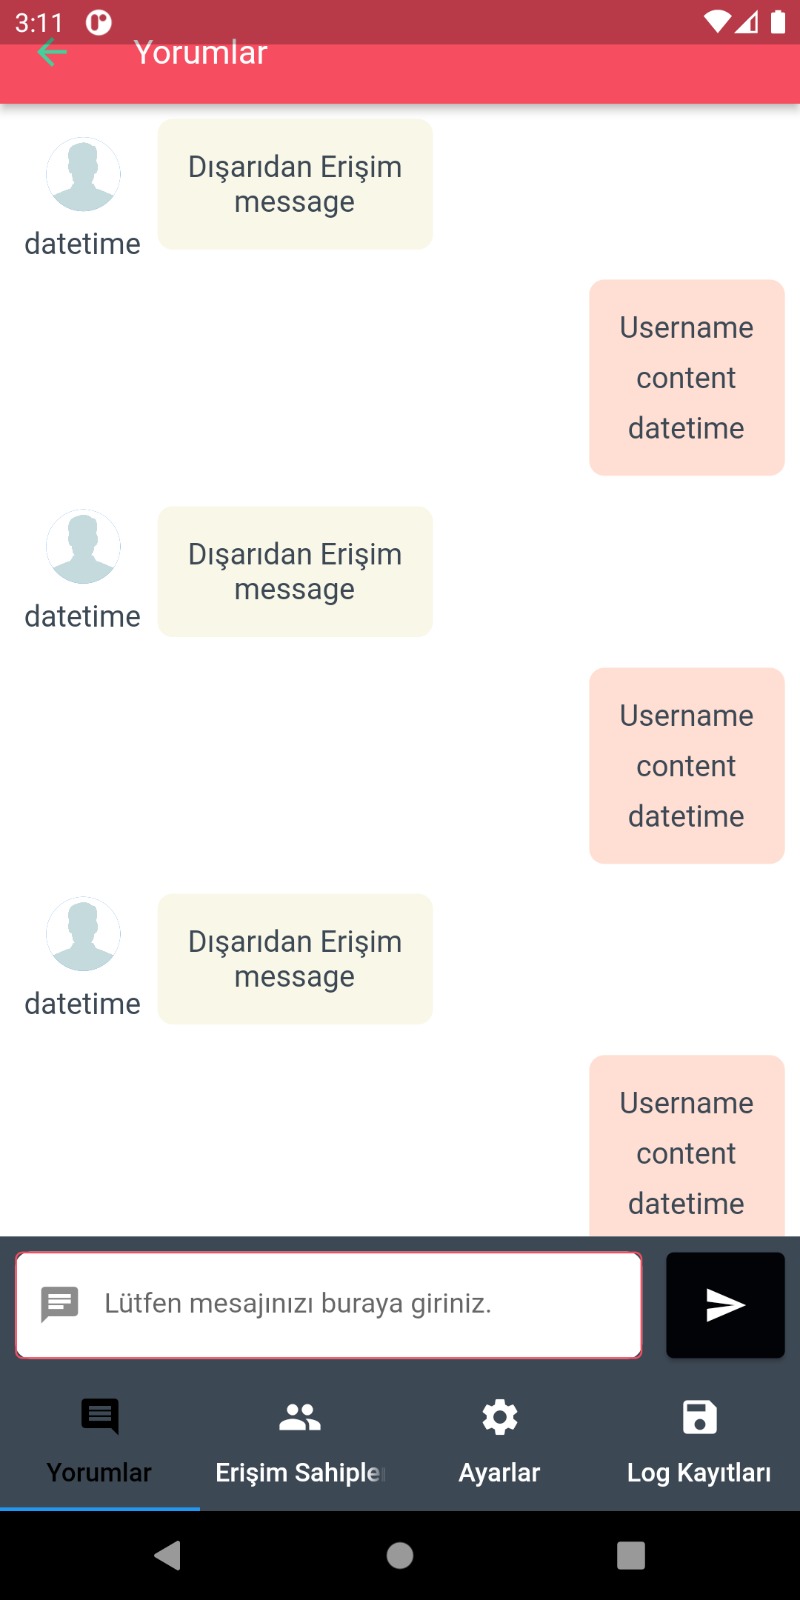 3:11
Yorumlar
Dışarıdan Erişim
message
datetime
Username
content
datetime
Dışarıdan Erişim
message
datetime
Username
content
datetime
Dışarıdan Erişim
message
datetime
Username
content
datetime
Lütfen mesajınızı buraya giriniz.
Yorumlar
Erişim Sahiple
Ayarlar
Log Kayıtları